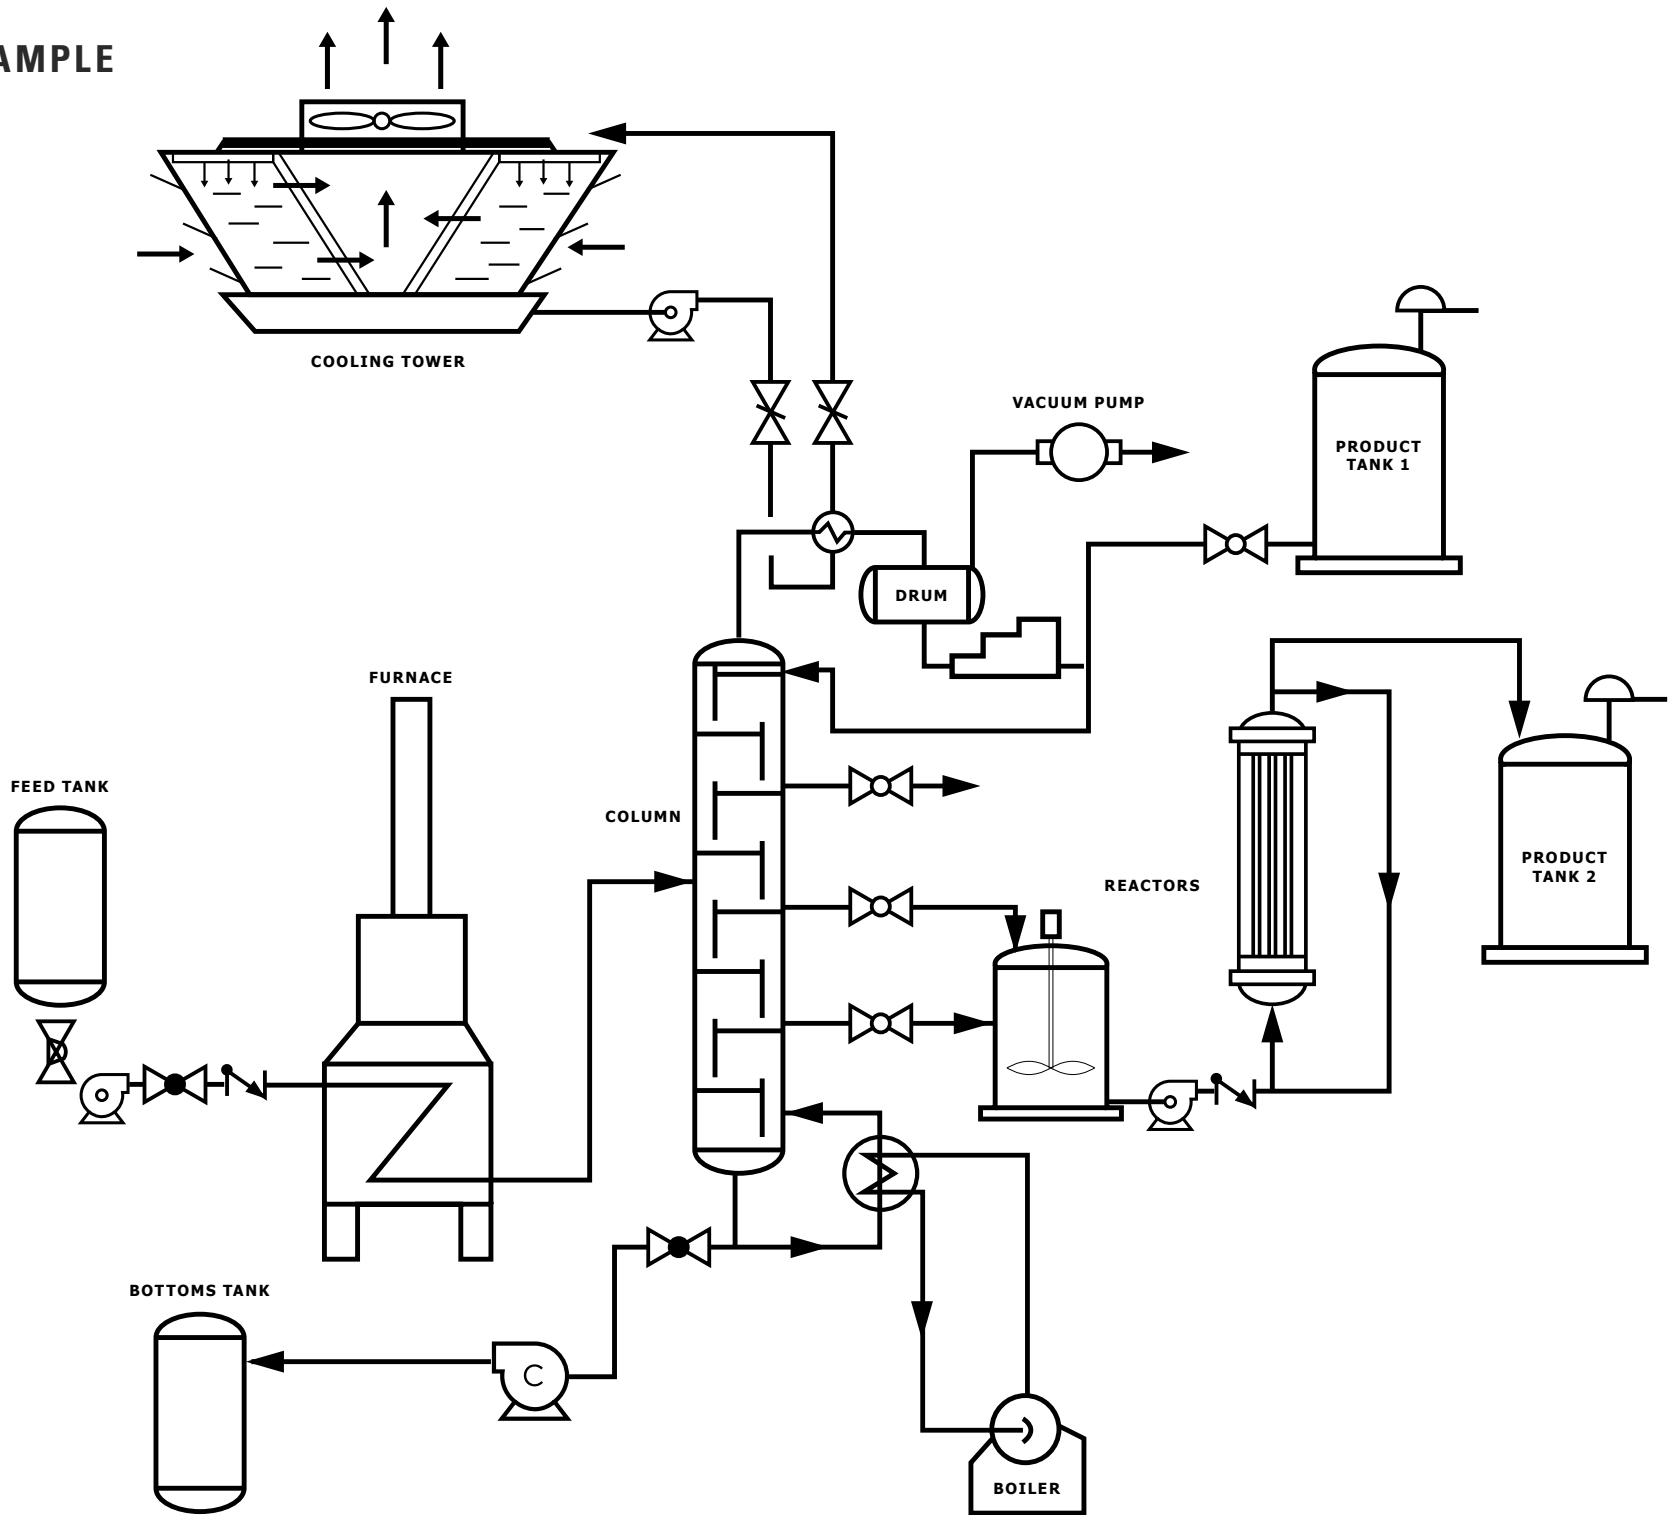 AMPLE
COOLING TOWER
VACUUM PUMP
PRODUCT
TANK 1
DRUM
FURNACE
FEED TANK
COLUMN
REACTORS
PRODUCT
TANK 2
BOTTOMS TANK
C
BOILER